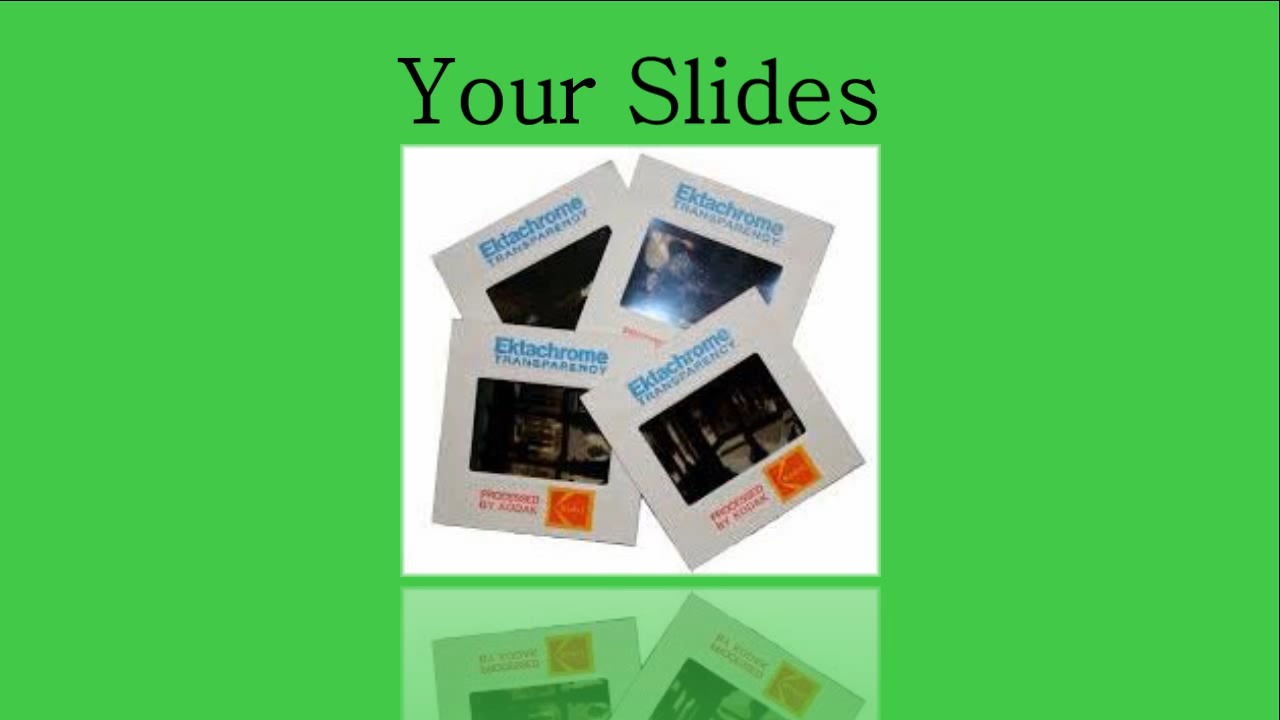 Your Slides
Ektachrome
TRANSPARENCY
Ektachrome
TRANSPARENCY
Ektachrome
TRANSPARENCY
PROCESSED
BY KODAK
Ektachrome
TRANSPARENCY
PROCESSED
BY KODAK